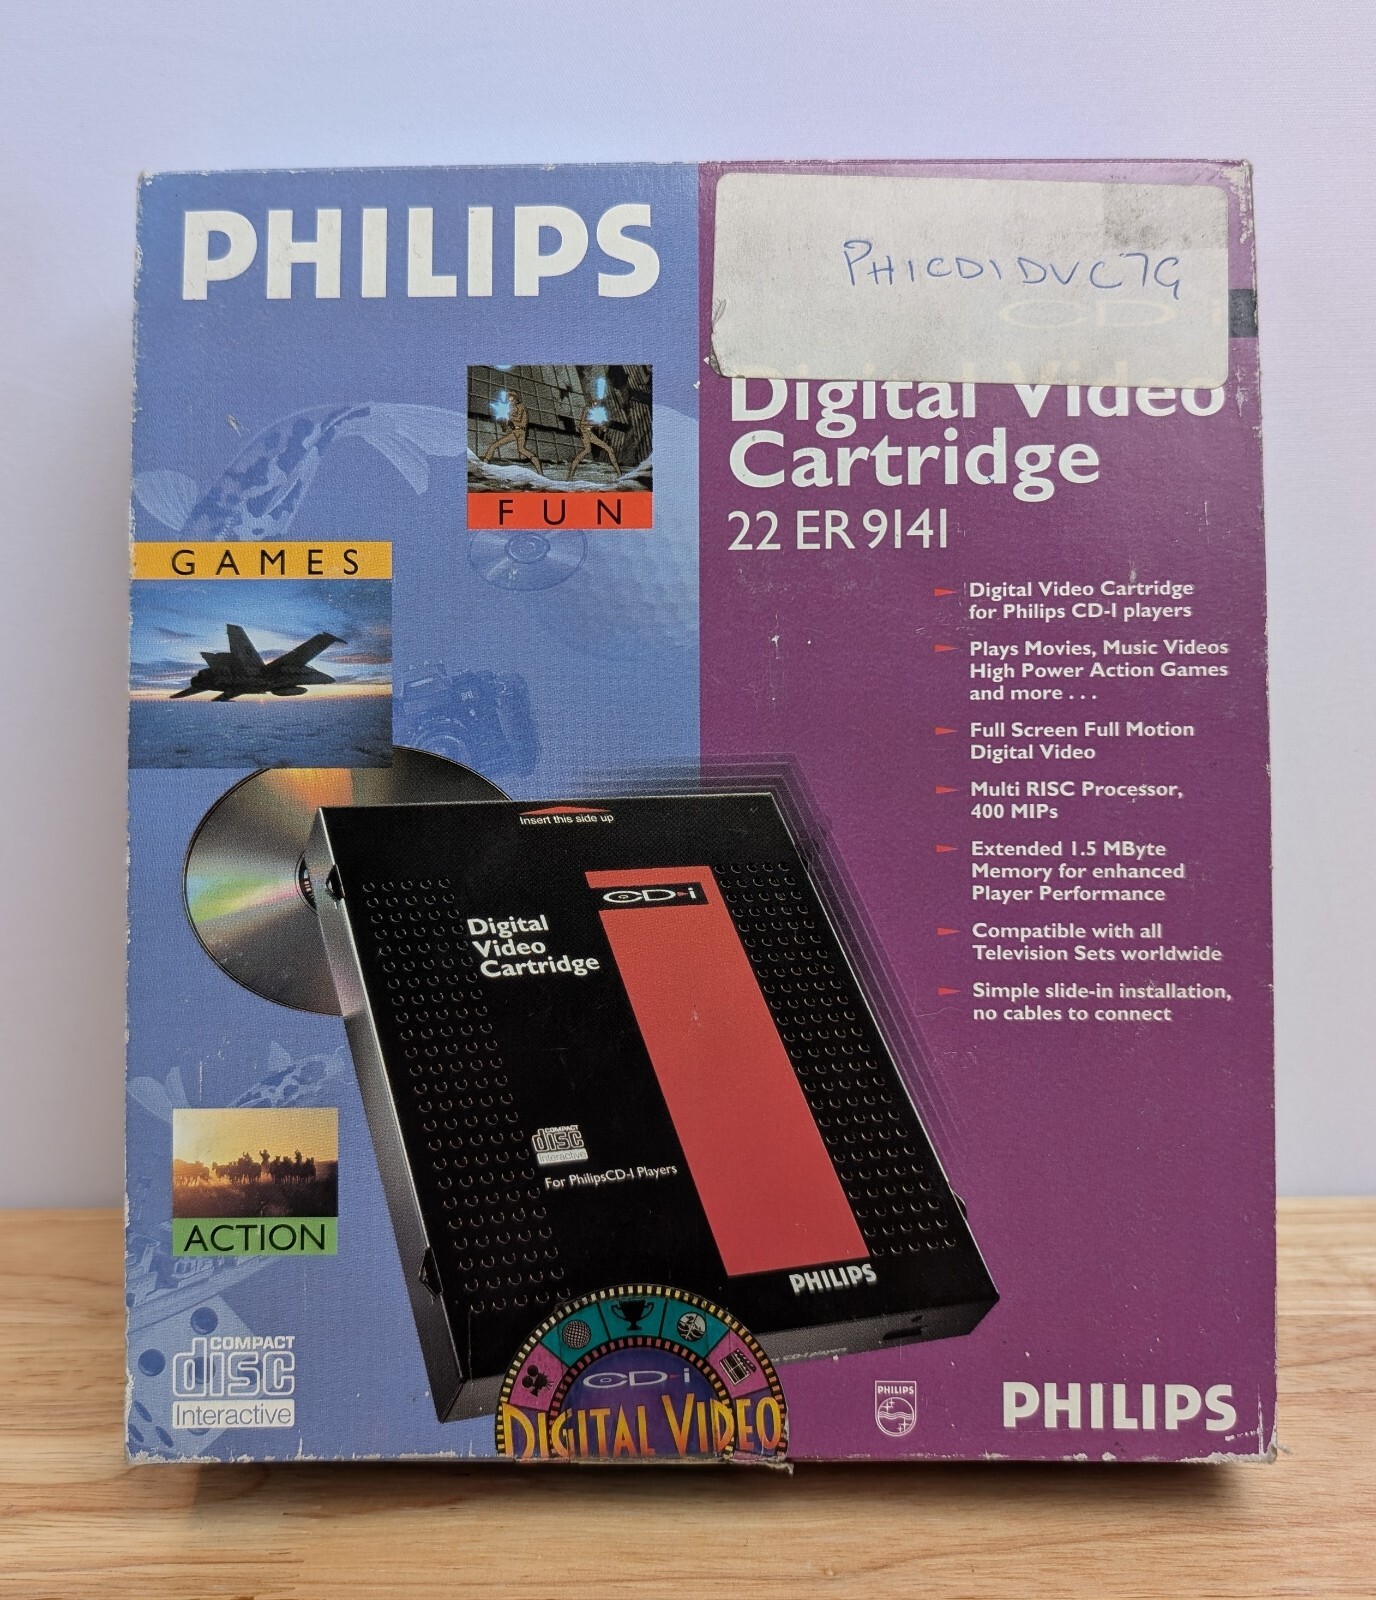 PHILIPS
PHICDIDVC7G
CD-i
Digital Video
Cartridge
22 ER 9141
FUN
GAMES
Digital Video Cartridge
for Philips CD-I players
Plays Movies, Music Videos
High Power Action Games
and more . . .
Full Screen Full Motion
Digital Video
Multi RISC Processor,
400 MIPs
Extended 1.5 MByte
Memory for enhanced
Player Performance
Compatible with all
Television Sets worldwide
Simple slide-in installation,
no cables to connect
Insert this side up
CD-i
Digital
Video
Cartridge
COMPACT
disc
Interactive
For PhilipsCD-I Players
PHILIPS
ACTION
COMPACT
disc
Interactive
CD-i
DIGITAL VIDEO
PHILIPS
PHILIPS